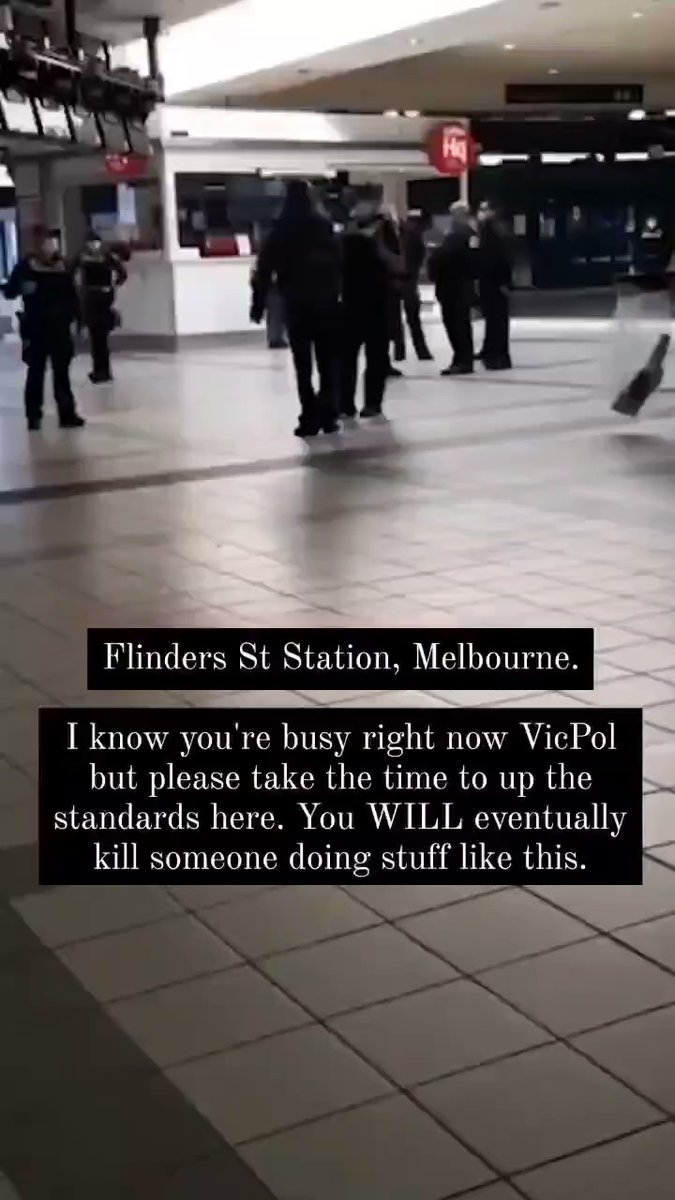 Hq
Flinders St Station, Melbourne.
I know you're busy right now VicPol
but please take the time to up the
standards here. You WILL eventually
kill someone doing stuff like this.